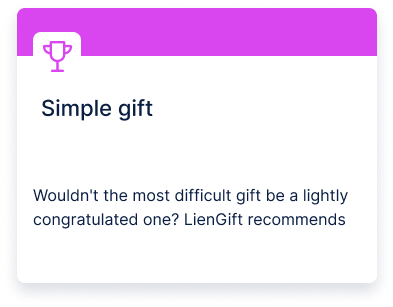 Simple gift
Wouldn't the most difficult gift be a lightly
congratulated one? LienGift recommends